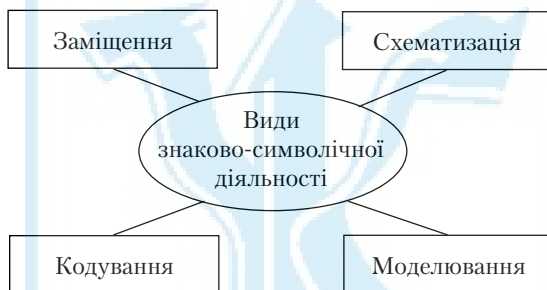 Заміщення
Схематизація
Види
знаково-символічної
діяльності
Кодування
Моделювання